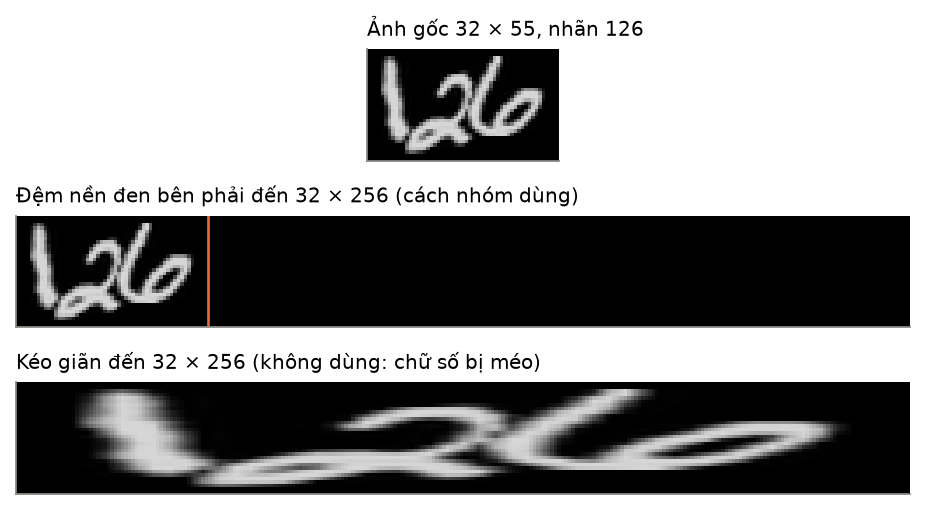 Ảnh gốc 32 × 55, nhãn 126
126
Đệm nền đen bên phải đến 32 × 256 (cách nhóm dùng)
126
Kéo giãn đến 32 × 256 (không dùng: chữ số bị méo)
126